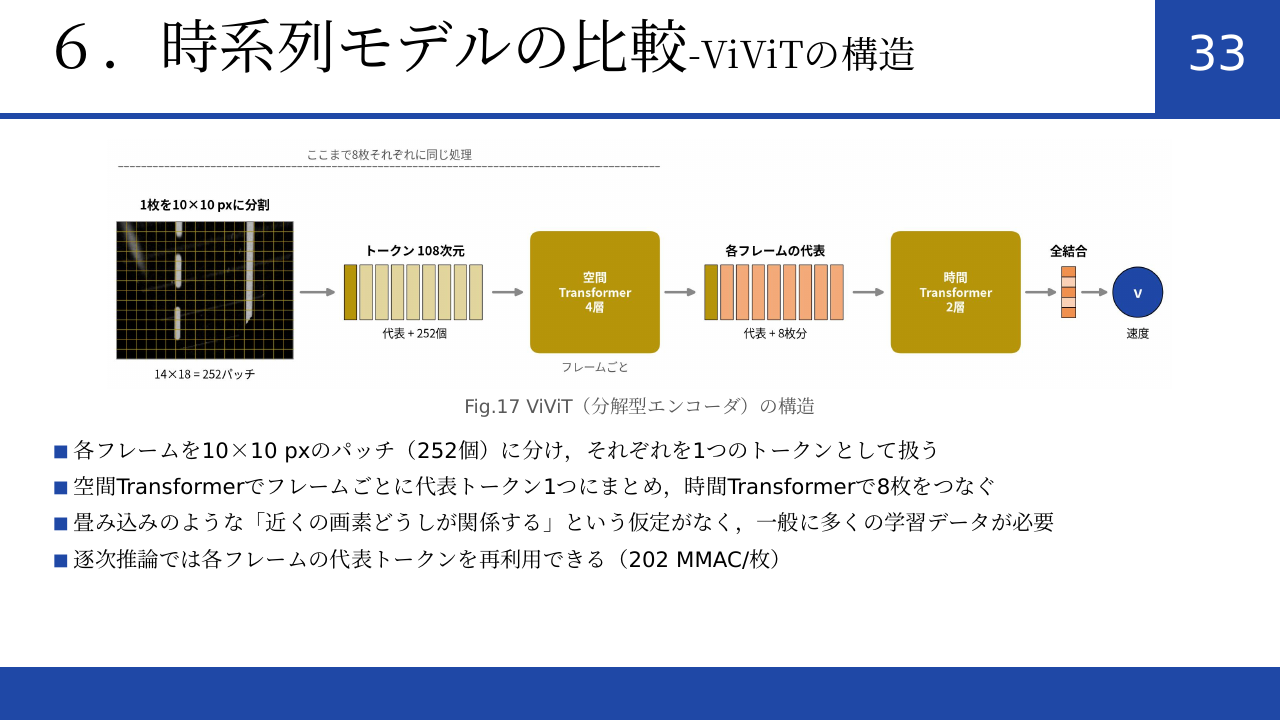 ６．時系列モデルの比較-ViViTの構造
33
ここまで8枚それぞれに同じ処理
1枚を10×10 pxに分割
14×18 = 252パッチ
トークン 108次元
代表 + 252個
空間
Transformer
4層
フレームごと
各フレームの代表
代表 + 8枚分
時間
Transformer
2層
全結合
v
速度
Fig.17 ViViT（分解型エンコーダ）の構造
■ 各フレームを10×10 pxのパッチ（252個）に分け，それぞれを1つのトークンとして扱う
■ 空間Transformerでフレームごとに代表トークン1つにまとめ，時間Transformerで8枚をつなぐ
■ 畳み込みのような「近くの画素どうしが関係する」という仮定がなく，一般に多くの学習データが必要
■ 逐次推論では各フレームの代表トークンを再利用できる（202 MMAC/枚）